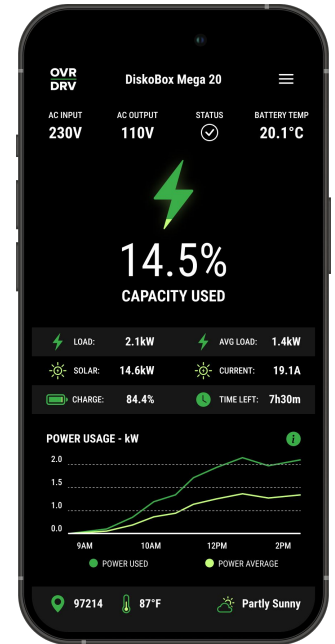 OVR
DRV
DiskoBox Mega 20
AC INPUT AC OUTPUT STATUS BATTERY TEMP
230V 110V 20.1°C
14.5%
CAPACITY USED
LOAD: 2.1kW AVG LOAD: 1.4kW
SOLAR: 14.6kW CURRENT: 19.1A
CHARGE: 84.4% TIME LEFT: 7h30m
POWER USAGE - kW i
2.0
1.5
1.0
0.0
9AM 10AM 12PM 2PM
POWER USED POWER AVERAGE
97214 87°F Partly Sunny